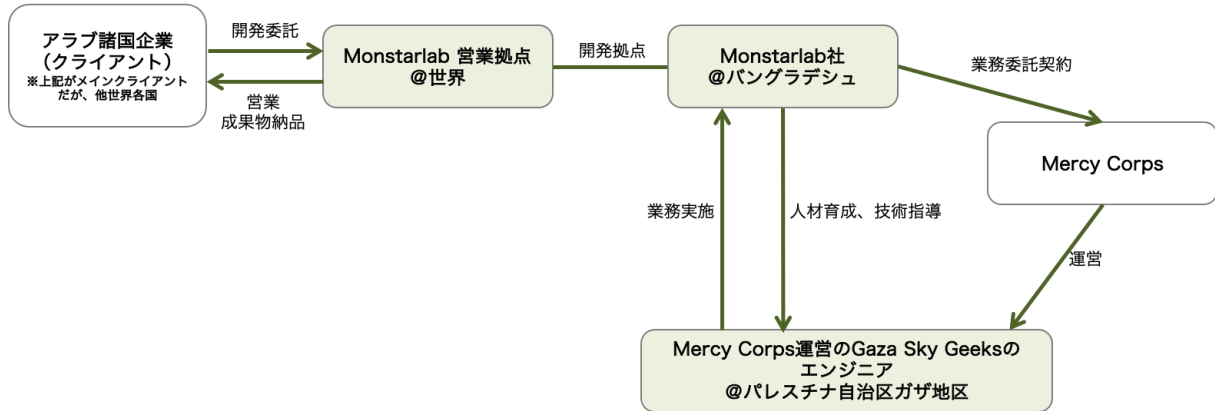 アラブ諸国企業
（クライアント）
※上記がメインクライアント
だが、他世界各国
開発委託
営業
成果物納品
Monstarlab 営業拠点
@世界
開発拠点
Monstarlab社
@バングラデシュ
業務委託契約
Mercy Corps
業務実施
人材育成、技術指導
運営
Mercy Corps運営のGaza Sky Geeksの
エンジニア
@パレスチナ自治区ガザ地区